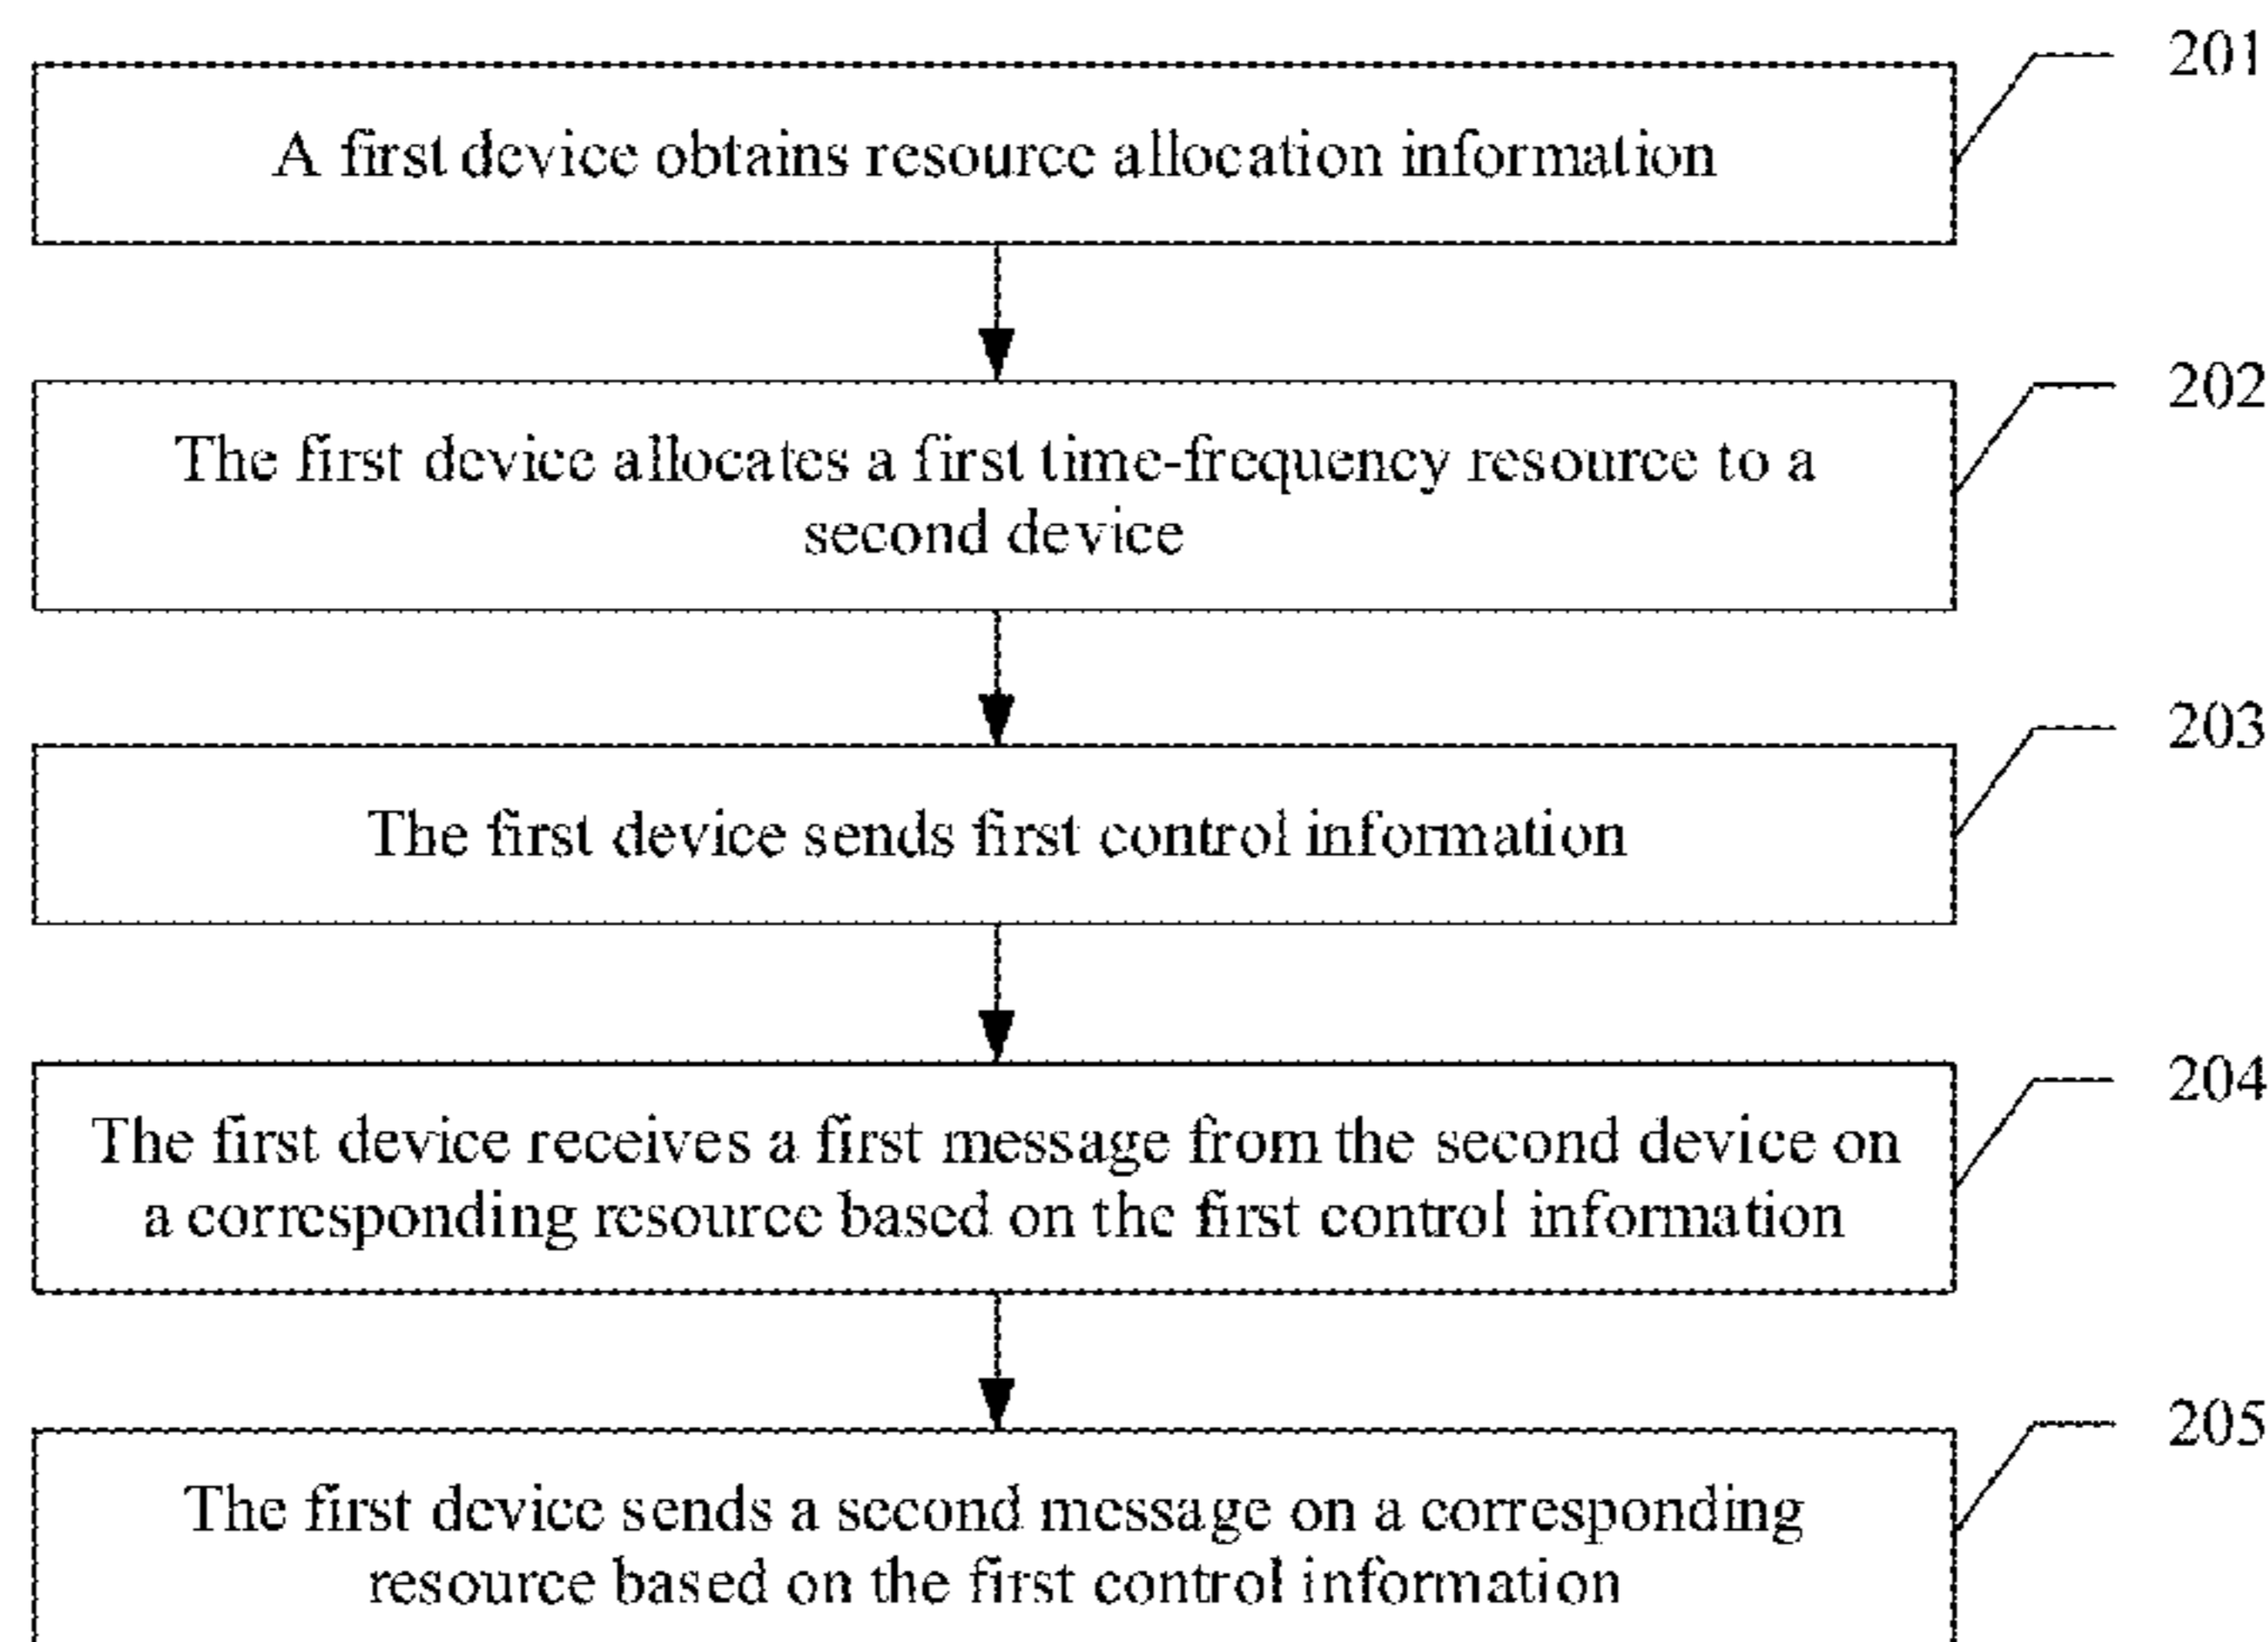 201
A first device obtains resource allocation information
202
The first device allocates a first time-frequency resource to a
second device
203
The first device sends first control information
204
The first device receives a first message from the second device on
a corresponding resource based on the first control information
205
The first device sends a second message on a corresponding
resource based on the first control information